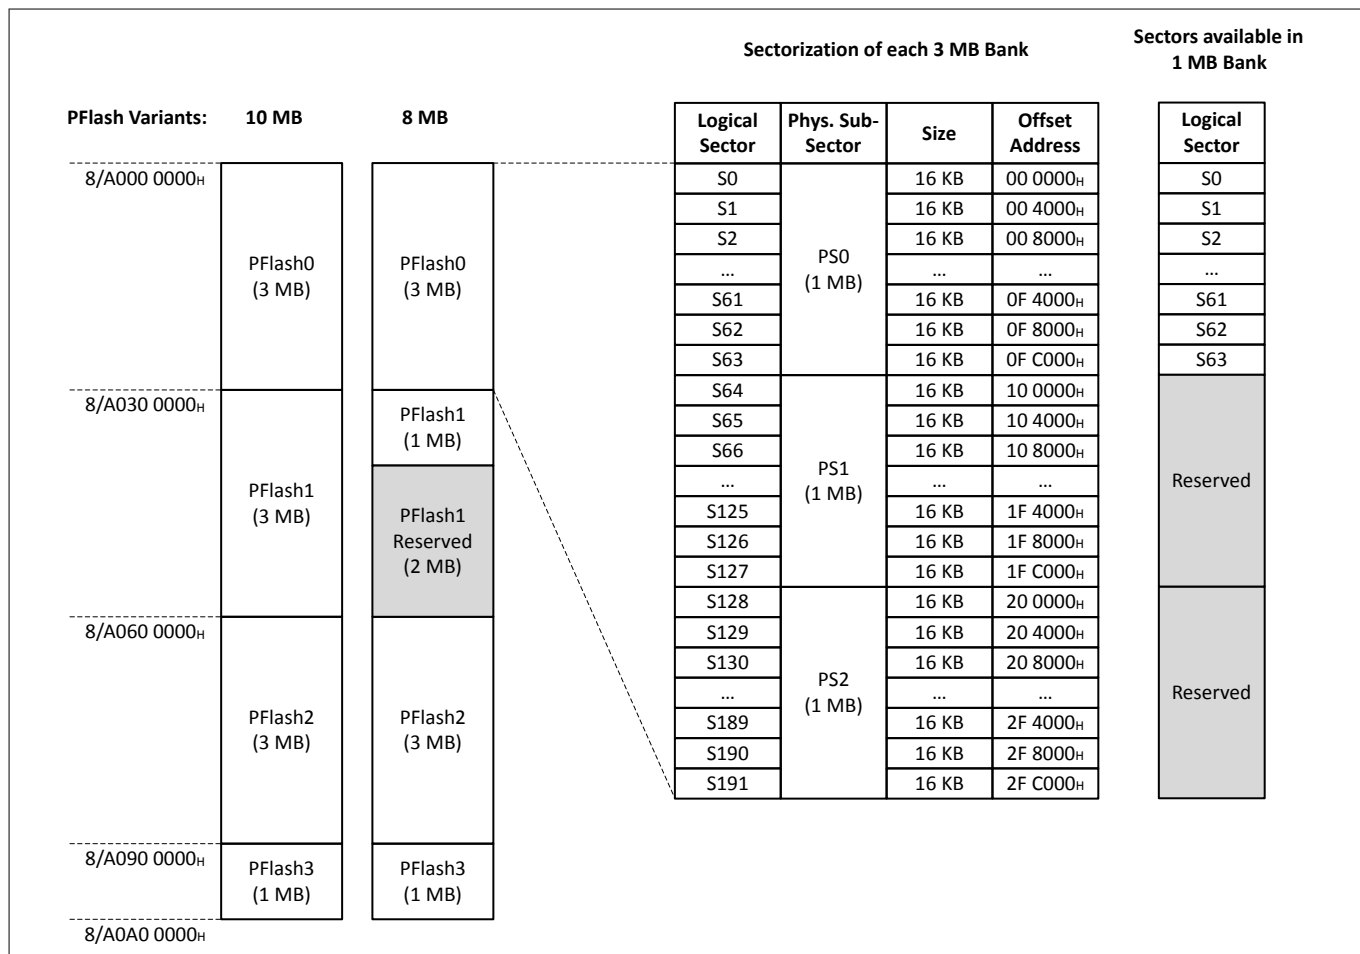 Sectorization of each 3 MB Bank
Sectors available in
1 MB Bank
PFlash Variants: 10 MB 8 MB
8/A000 0000H
PFlash0
(3 MB)
PFlash0
(3 MB)
8/A030 0000H
PFlash1
(3 MB)
PFlash1
(1 MB)
PFlash1
Reserved
(2 MB)
8/A060 0000H
PFlash2
(3 MB)
PFlash2
(3 MB)
8/A090 0000H
PFlash3
(1 MB)
PFlash3
(1 MB)
8/A0A0 0000H
Logical
Sector
Phys. Sub-
Sector
Size
Offset
Address
S0 16 KB 00 0000H
S1 16 KB 00 4000H
S2 16 KB 00 8000H
... ... ...
S61 16 KB 0F 4000H
S62 16 KB 0F 8000H
S63 16 KB 0F C000H
PS0
(1 MB)
S64 16 KB 10 0000H
S65 16 KB 10 4000H
S66 16 KB 10 8000H
... ... ...
S125 16 KB 1F 4000H
S126 16 KB 1F 8000H
S127 16 KB 1F C000H
PS1
(1 MB)
S128 16 KB 20 0000H
S129 16 KB 20 4000H
S130 16 KB 20 8000H
... ... ...
S189 16 KB 2F 4000H
S190 16 KB 2F 8000H
S191 16 KB 2F C000H
PS2
(1 MB)
Logical
Sector
S0
S1
S2
...
S61
S62
S63
Reserved
Reserved